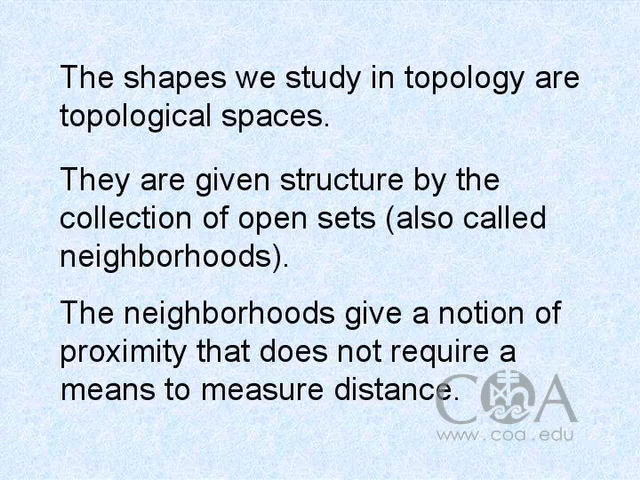 The shapes we study in topology are
topological spaces.
They are given structure by the
collection of open sets (also called
neighborhoods).
The neighborhoods give a notion of
proximity that does not require a
means to measure distance.
COA
www.coa.edu